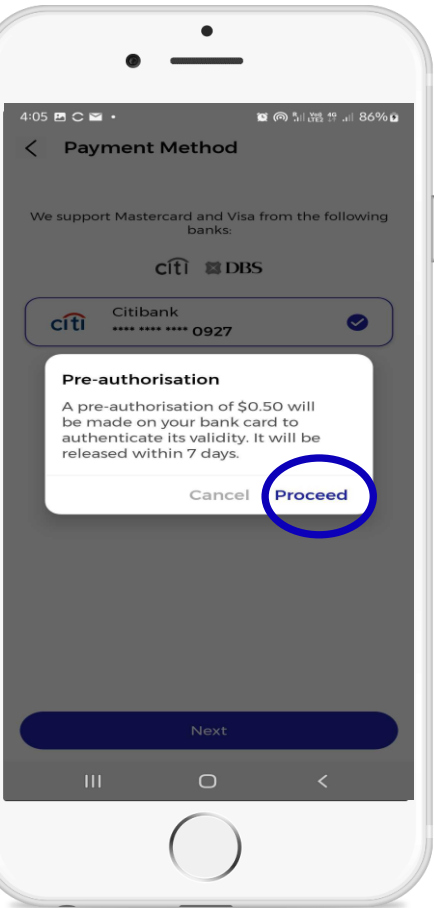 4:05 86%
Payment Method
We support Mastercard and Visa from the following
banks:
citi DBS
citi Citibank
•••• •••• •••• 0927
Pre-authorisation
A pre-authorisation of $0.50 will
be made on your bank card to
authenticate its validity. It will be
released within 7 days.
Cancel Proceed
Next